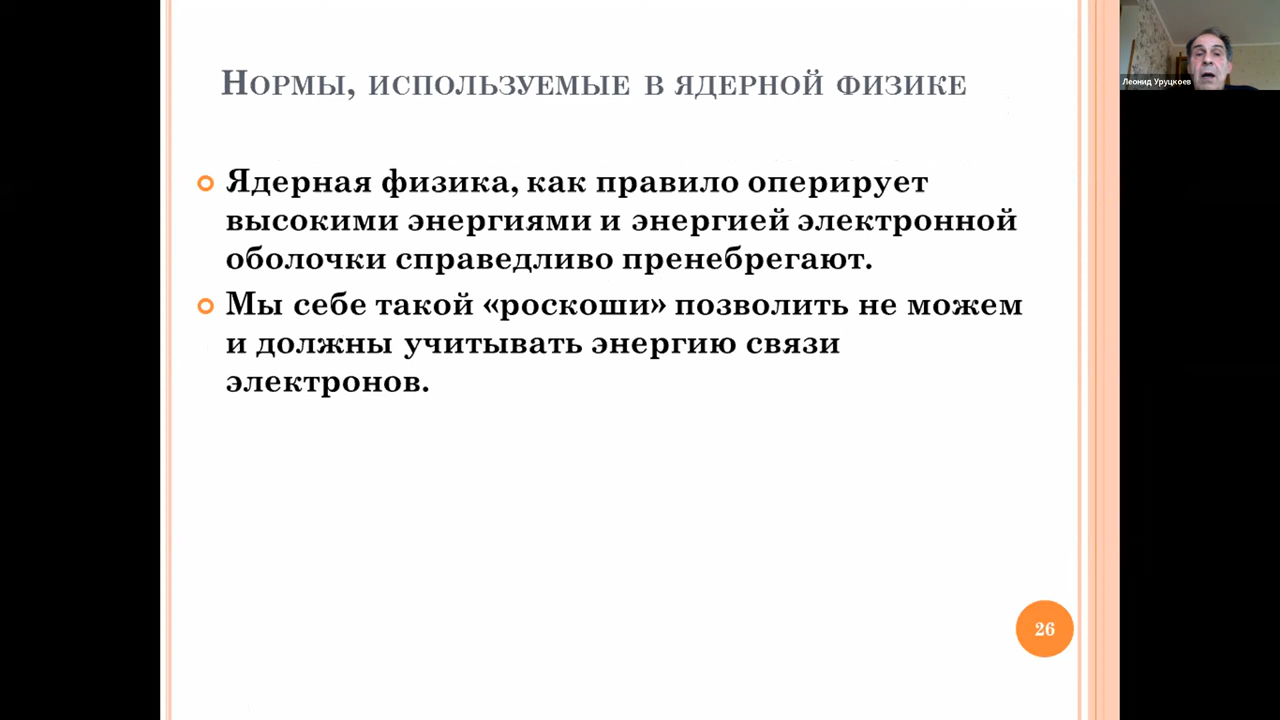 Нормы, используемые в ядерной физике
Ядерная физика, как правило оперирует
высокими энергиями и энергией электронной
оболочки справедливо пренебрегают.
Мы себе такой «роскоши» позволить не можем
и должны учитывать энергию связи
электронов.
26
Леонид Уруцкоев